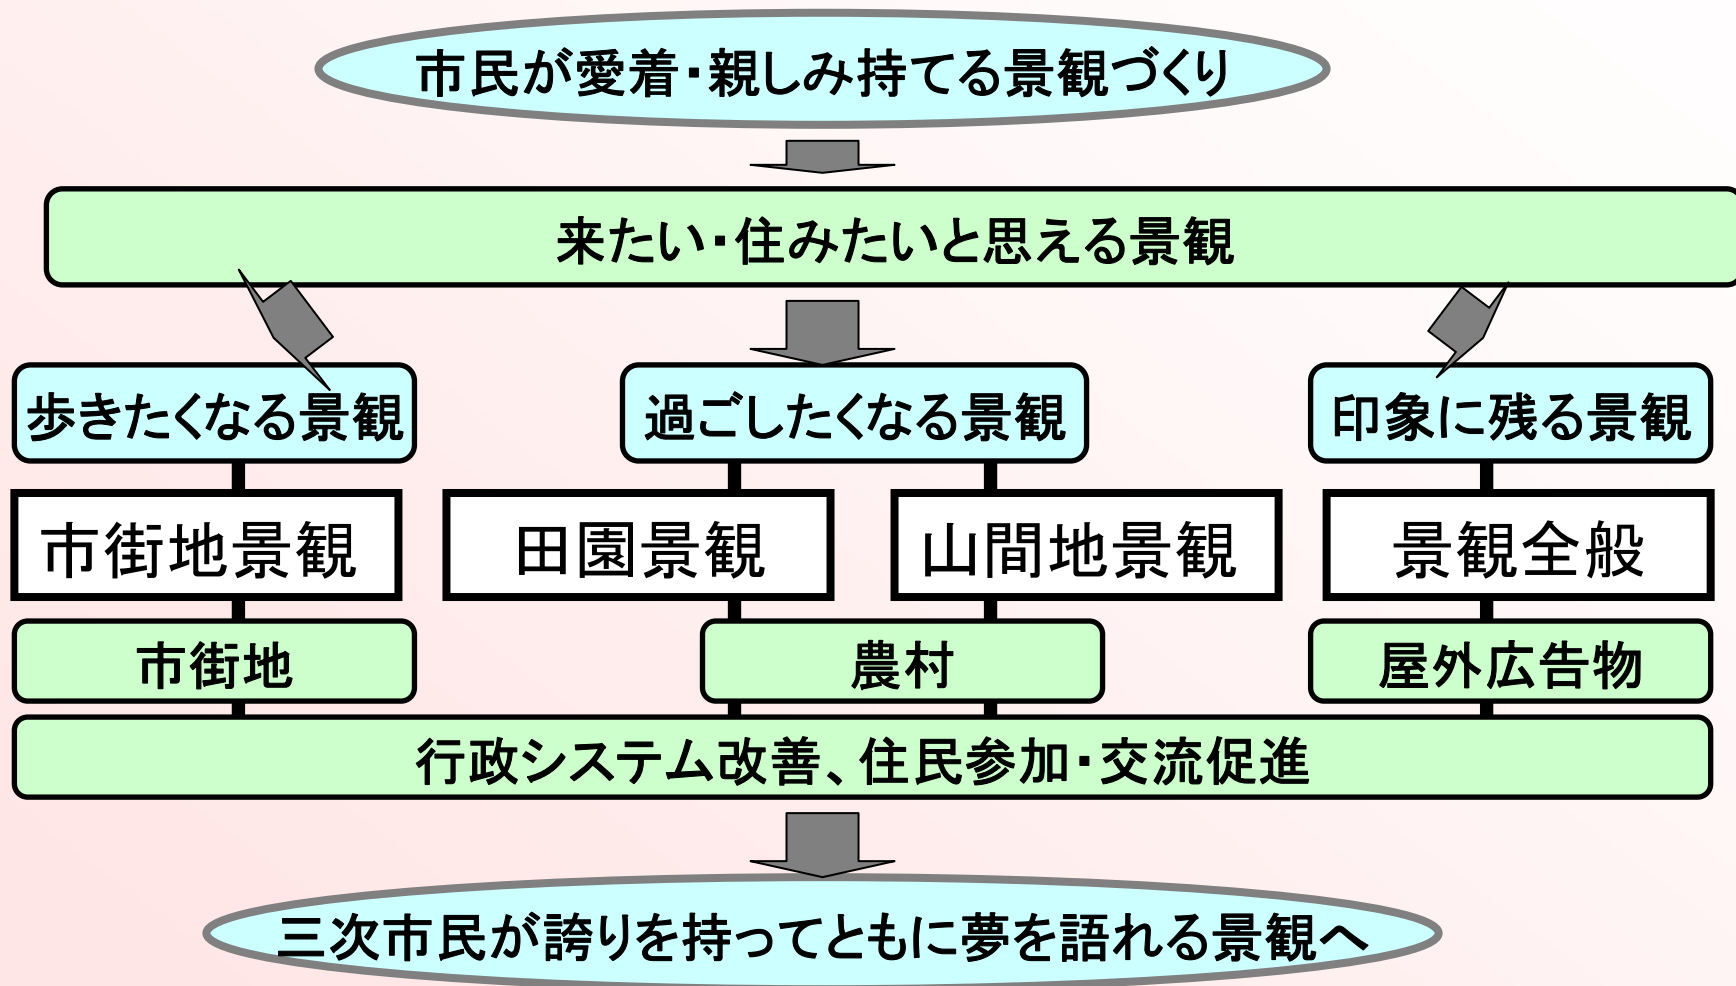 市民が愛着・親しみ持てる景観づくり
来たい・住みたいと思える景観
歩きたくなる景観
過ごしたくなる景観
印象に残る景観
市街地景観
田園景観
山間地景観
景観全般
市街地
農村
屋外広告物
行政システム改善、住民参加・交流促進
三次市民が誇りを持ってともに夢を語れる景観へ